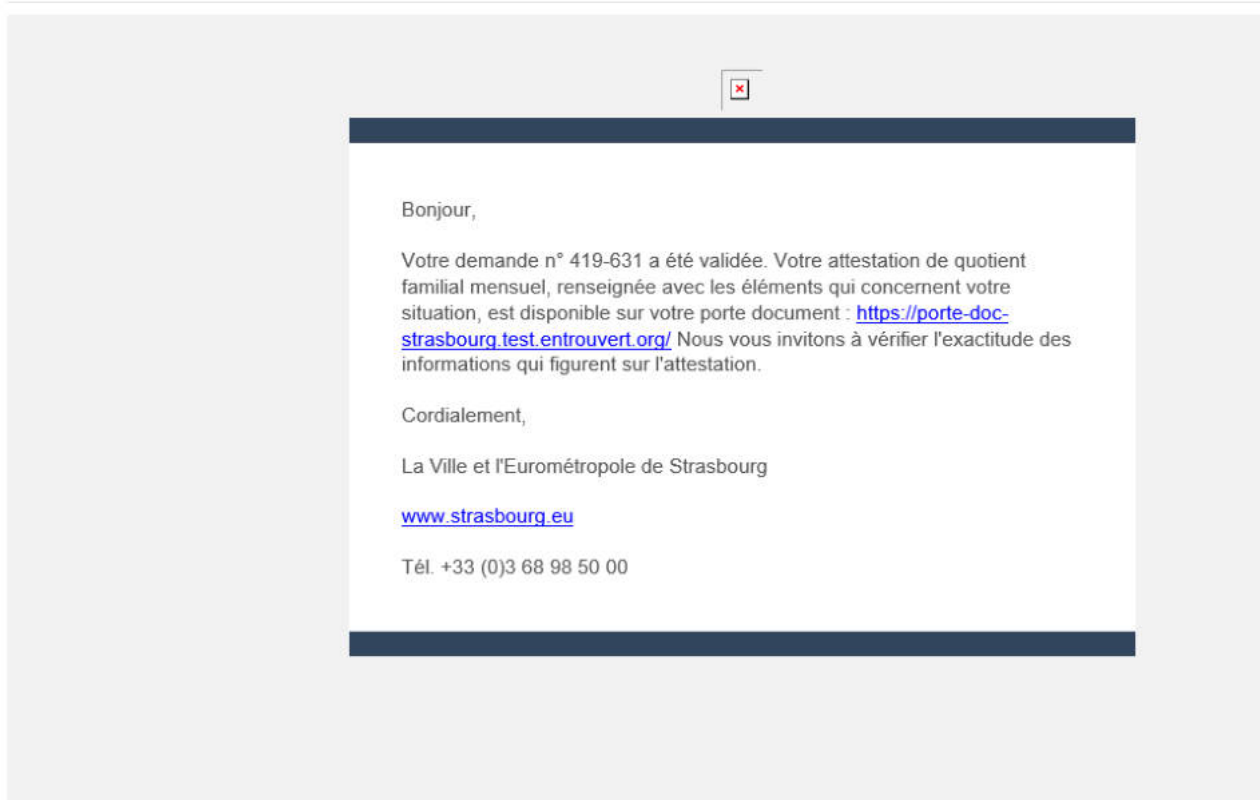 Bonjour,
Votre demande n° 419-631 a été validée. Votre attestation de quotient
familial mensuel, renseignée avec les éléments qui concernent votre
situation, est disponible sur votre porte document : https://porte-doc-
strasbourg.test.entrouvert.org/ Nous vous invitons à vérifier l'exactitude des
informations qui figurent sur l'attestation.
Cordialement,
La Ville et l'Eurométropole de Strasbourg
www.strasbourg.eu
Tél. +33 (0)3 68 98 50 00